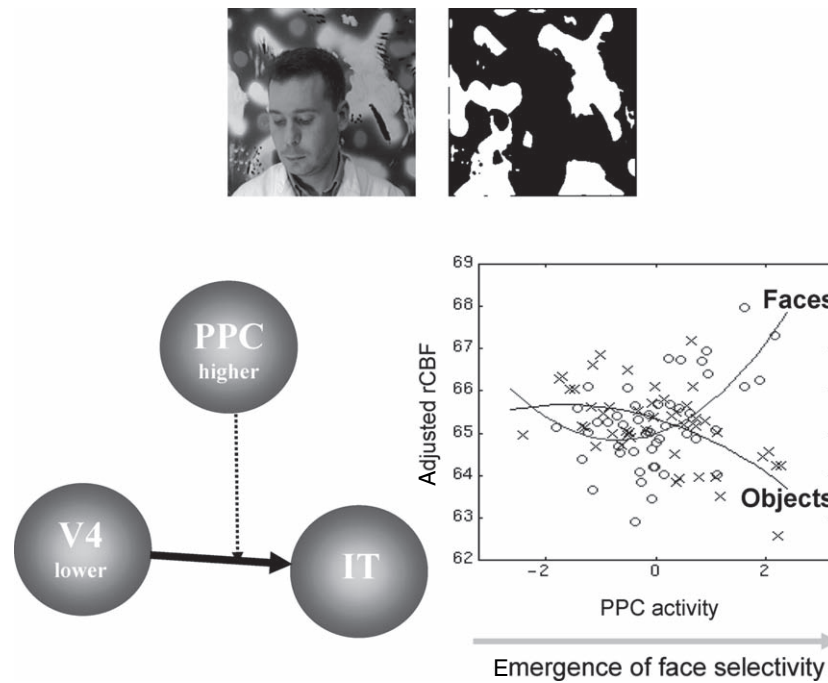 PPC
higher
V4
lower
IT
69
68
67
66
65
64
63
62
Adjusted rCBF
Faces
Objects
-2
0
2
PPC activity
Emergence of face selectivity